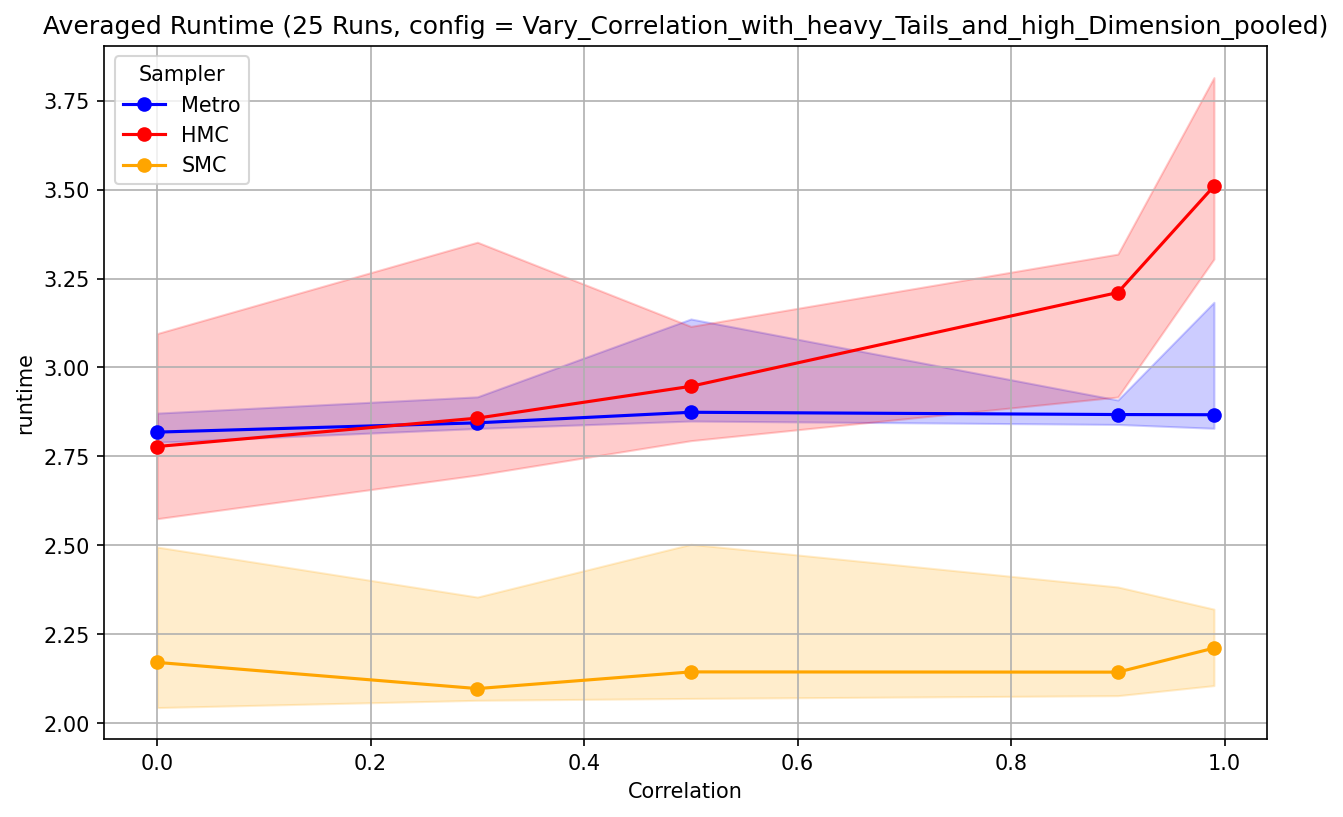 Averaged Runtime (25 Runs, config = Vary_Correlation_with_heavy_Tails_and_high_Dimension_pooled)
Sampler
Metro
HMC
SMC
3.75
3.50
3.25
3.00
2.75
2.50
2.25
2.00
runtime
0.0 0.2 0.4 0.6 0.8 1.0
Correlation